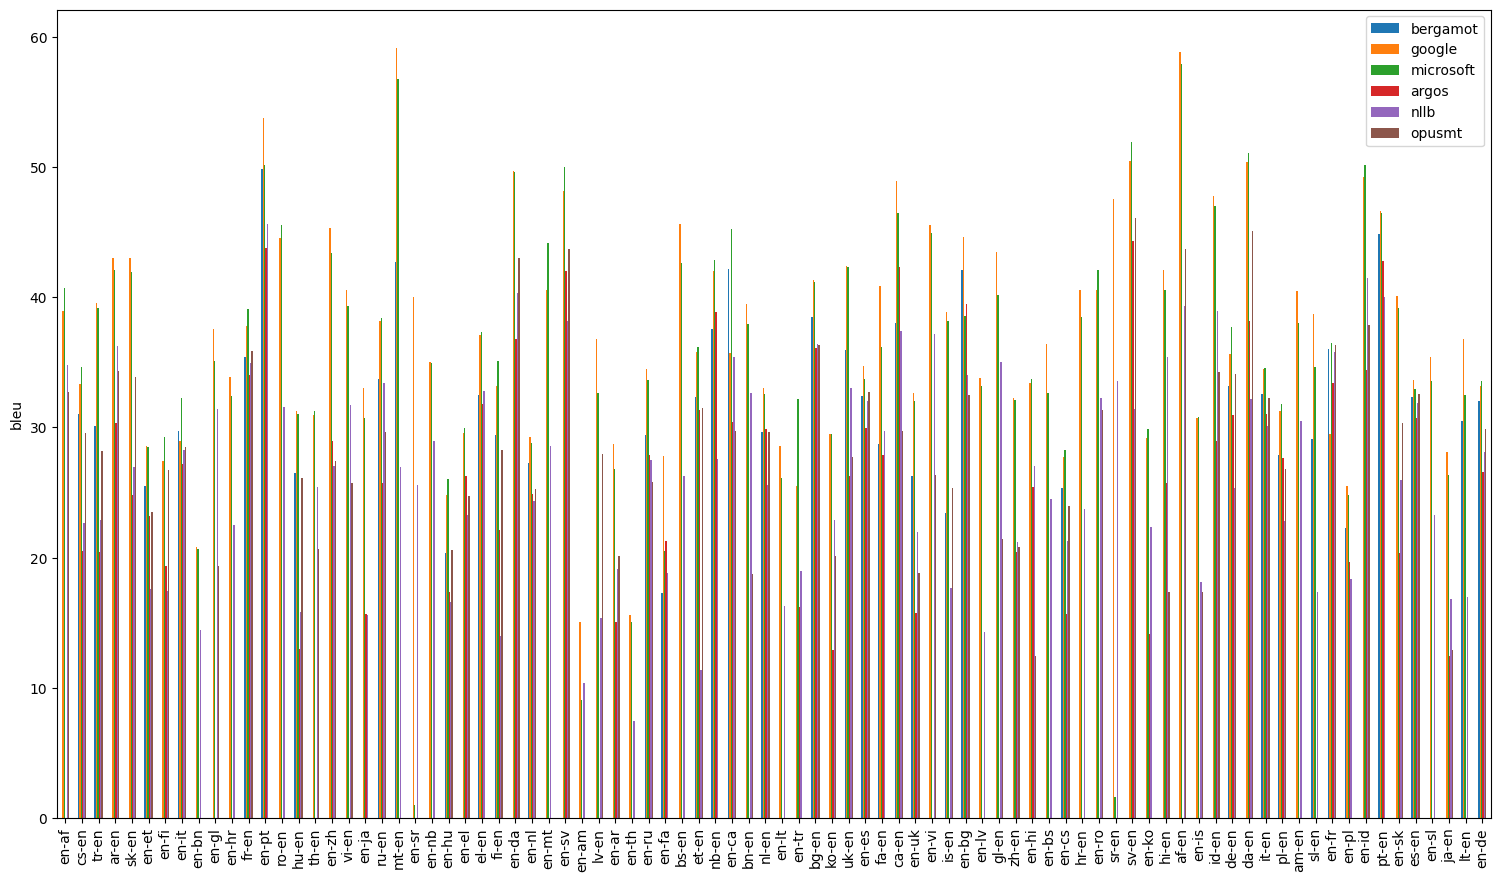 60
50
40
30
20
10
0
bleu
bergamot
google
microsoft
argos
nllb
opusmt
en-af
cs-en
tr-en
ar-en
sk-en
en-et
en-fi
en-it
en-bn
en-gl
en-hr
fr-en
en-pt
ro-en
hu-en
th-en
en-zh
vi-en
en-ja
ru-en
mt-en
en-sr
en-nb
en-hu
en-el
el-en
fi-en
en-da
en-nl
en-mt
en-sv
en-am
lv-en
en-ar
en-th
en-ru
en-fa
bs-en
et-en
nb-en
en-ca
bn-en
nl-en
en-lt
en-tr
bg-en
ko-en
uk-en
en-es
fa-en
ca-en
en-uk
en-vi
is-en
en-bg
en-lv
gl-en
zh-en
en-hi
en-bs
en-cs
hr-en
en-ro
sr-en
sv-en
en-ko
hi-en
af-en
en-is
id-en
de-en
da-en
it-en
pl-en
am-en
sl-en
en-fr
en-pl
en-id
pt-en
en-sk
es-en
en-sl
ja-en
lt-en
en-de